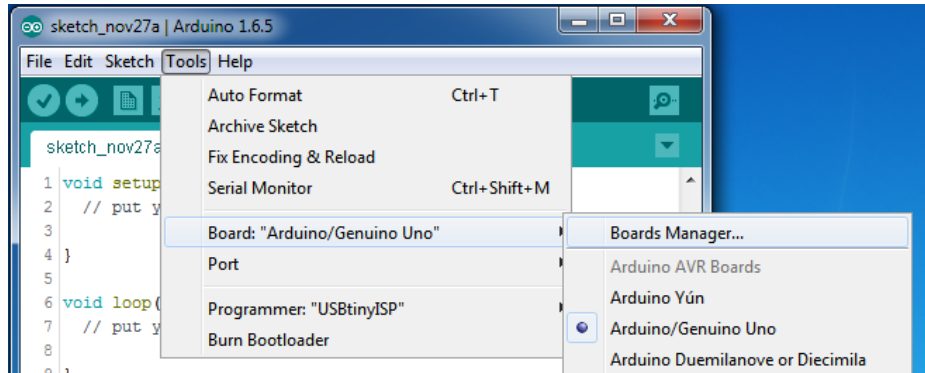 sketch_nov27a | Arduino 1.6.5
File Edit Sketch Tools Help
Auto Format Ctrl+T
Archive Sketch
sketch_nov27a
Fix Encoding & Reload
1 void setup
Serial Monitor Ctrl+Shift+M
2 // put y
3
Board: "Arduino/Genuino Uno"
Boards Manager...
4 }
Port
Arduino AVR Boards
5
Arduino Yún
6 void loop(
Programmer: "USBtinyISP"
7 // put y
Arduino/Genuino Uno
Burn Bootloader
8
Arduino Duemilanove or Diecimila
9 }